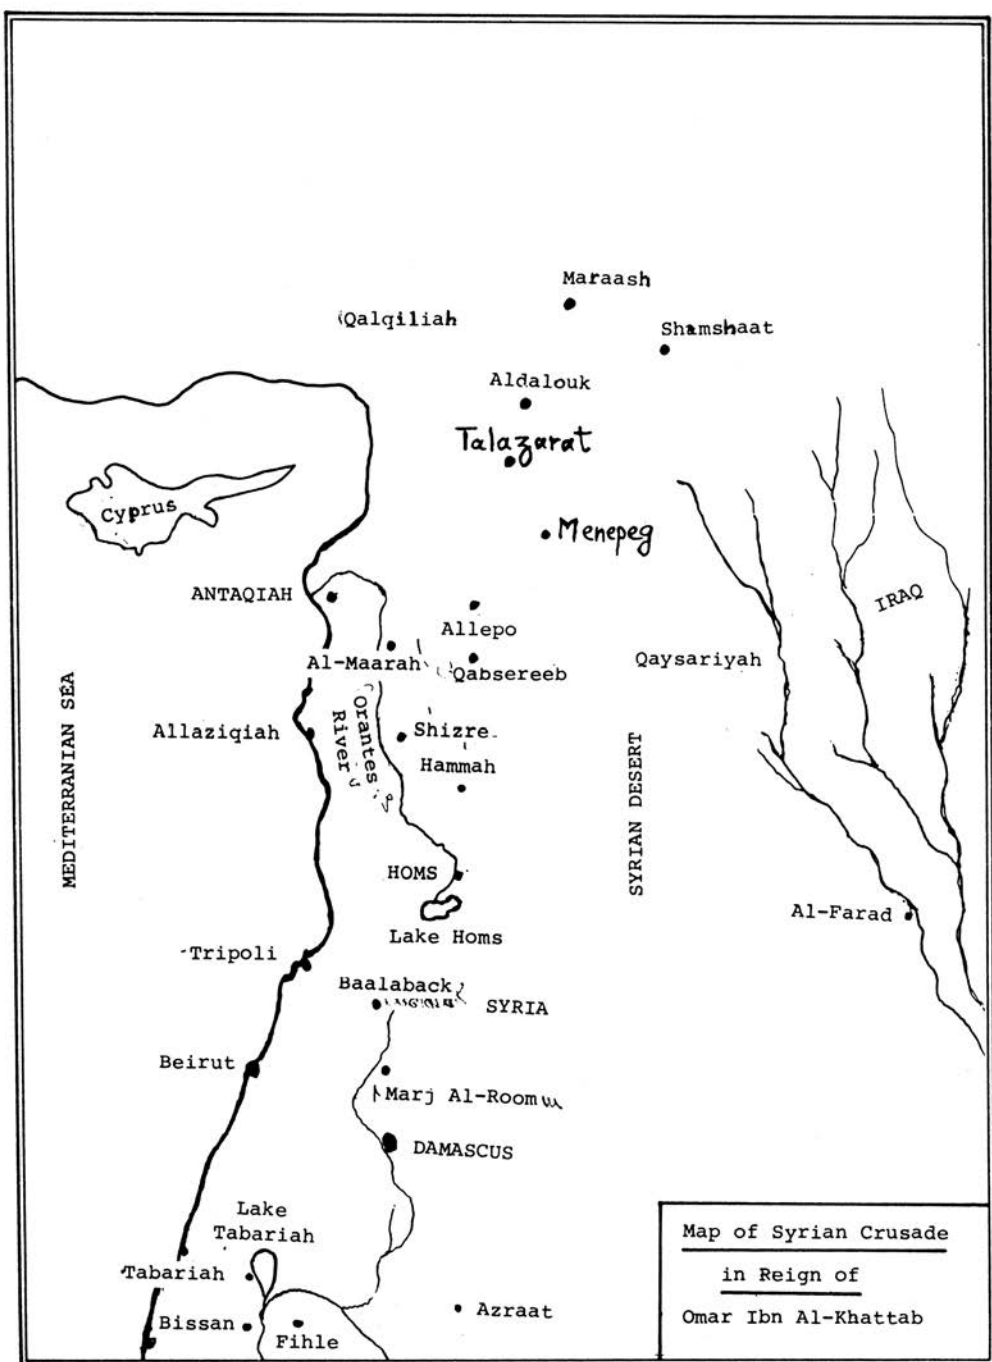 Maraash
Qalqiliah
Shamshaat
Aldalouk
Talazarat
Cyprus
Menepeg
ANTAQIAH
IRAQ
Allepo
Al-Maarah
Qabsereeb
Qaysariyah
MEDITERRANIAN SEA
Orantes
River
Allaziqiah
Shizre
Hammah
SYRIAN DESERT
HOMS
Al-Farad
Lake Homs
Tripoli
Baalaback
SYRIA
Beirut
Marj Al-Room
DAMASCUS
Lake
Tabariah
Tabariah
Azraat
Bissan
Fihle
Map of Syrian Crusade
in Reign of
Omar Ibn Al-Khattab